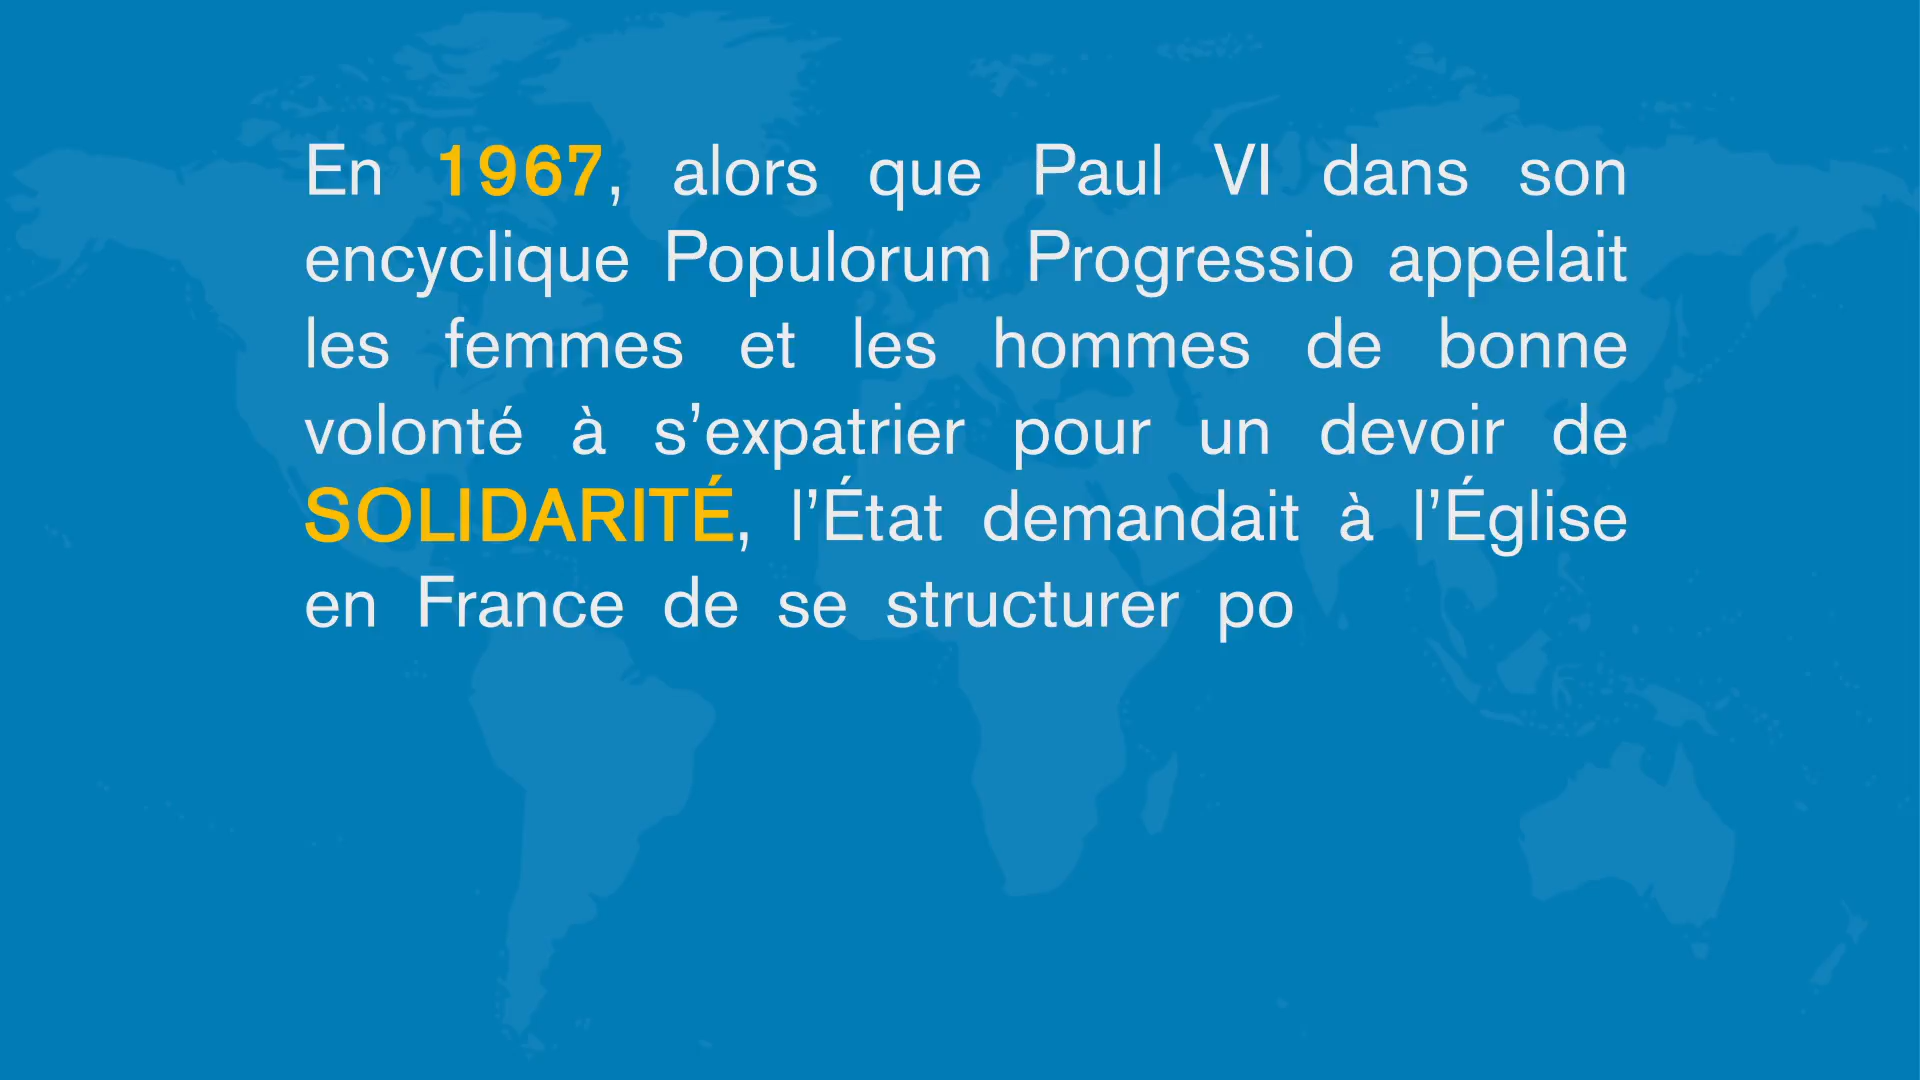 En 1967, alors que Paul VI dans son
encyclique Populorum Progressio appelait
les femmes et les hommes de bonne
volonté à s’expatrier pour un devoir de
SOLIDARITÉ, l’État demandait à l’Église
en France de se structurer po